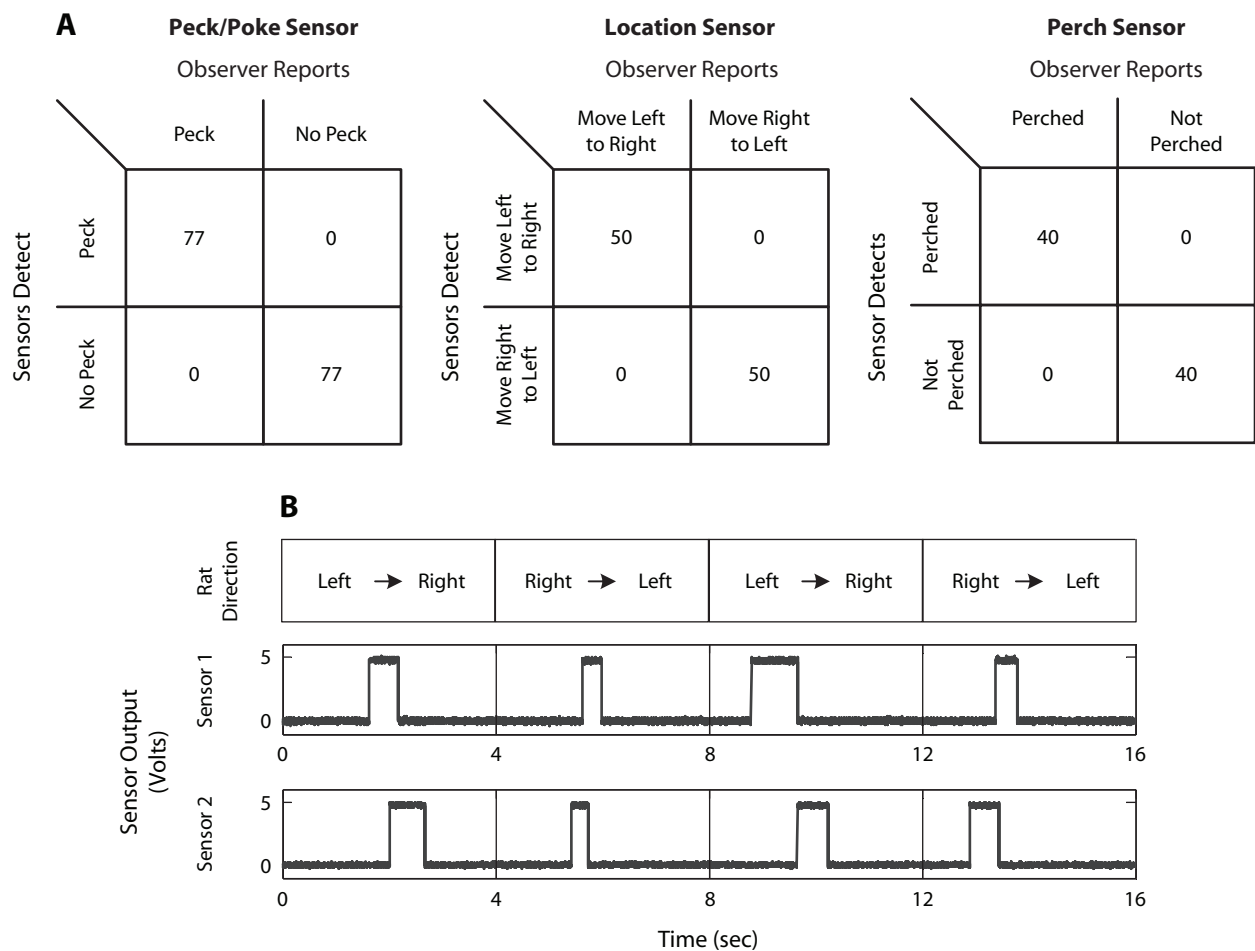 A
Peck/Poke Sensor
Observer Reports
Peck
No Peck
Sensors Detect
Peck
77
0
No Peck
0
77
Location Sensor
Observer Reports
Move Left
to Right
Move Right
to Left
Sensors Detect
Move Left
to Right
50
0
Move Right
to Left
0
50
Perch Sensor
Observer Reports
Perched
Not
Perched
Sensor Detects
Perched
40
0
Not
Perched
0
40
B
Rat
Direction
Left → Right
Right → Left
Left → Right
Right → Left
Sensor Output
(Volts)
Sensor 1
5
0
0 4 8 12 16
Sensor 2
5
0
0 4 8 12 16
Time (sec)